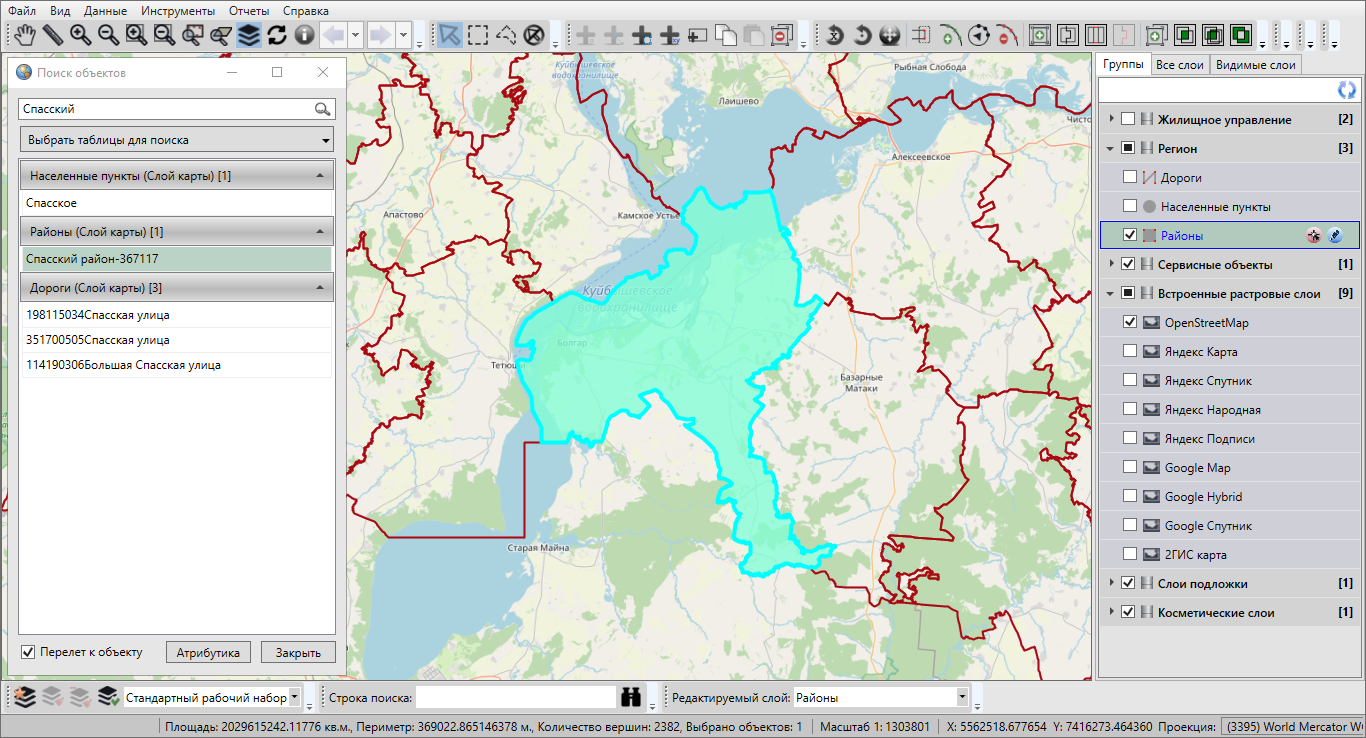 Файл Вид Данные Инструменты Отчеты Справка
Поиск объектов
Спасский
Выбрать таблицы для поиска
Населенные пункты (Слой карты) [1]
Спасское
Районы (Слой карты) [1]
Спасский район-367117
Дороги (Слой карты) [3]
198115034Спасская улица
351700505Спасская улица
114190306Большая Спасская улица
Перелет к объекту
Атрибутика
Закрыть
Куйбышевское
водохранилище
Рыбная Слобода
Лаишево
Чисто
Алексеевское
Апастово
Камское Устье
Куйбышевское
водохранилище
Болгар
Тетюши
Базарные
Матаки
Старая Майна
Группы Все слои Видимые слои
Жилищное управление [2]
Регион [3]
Дороги
Населенные пункты
Районы
Сервисные объекты [1]
Встроенные растровые слои [9]
OpenStreetMap
Яндекс Карта
Яндекс Спутник
Яндекс Народная
Яндекс Подписи
Google Map
Google Hybrid
Google Спутник
2ГИС карта
Слои подложки [1]
Косметические слои [1]
Стандартный рабочий набор Строка поиска: Редактируемый слой: Районы
Площадь: 2029615242.11776 кв.м., Периметр: 369022.865146378 м., Количество вершин: 2382, Выбрано объектов: 1 Масштаб 1: 1303801 X: 5562518.677654 Y: 7416273.464360 Проекция: (3395) World Mercator W